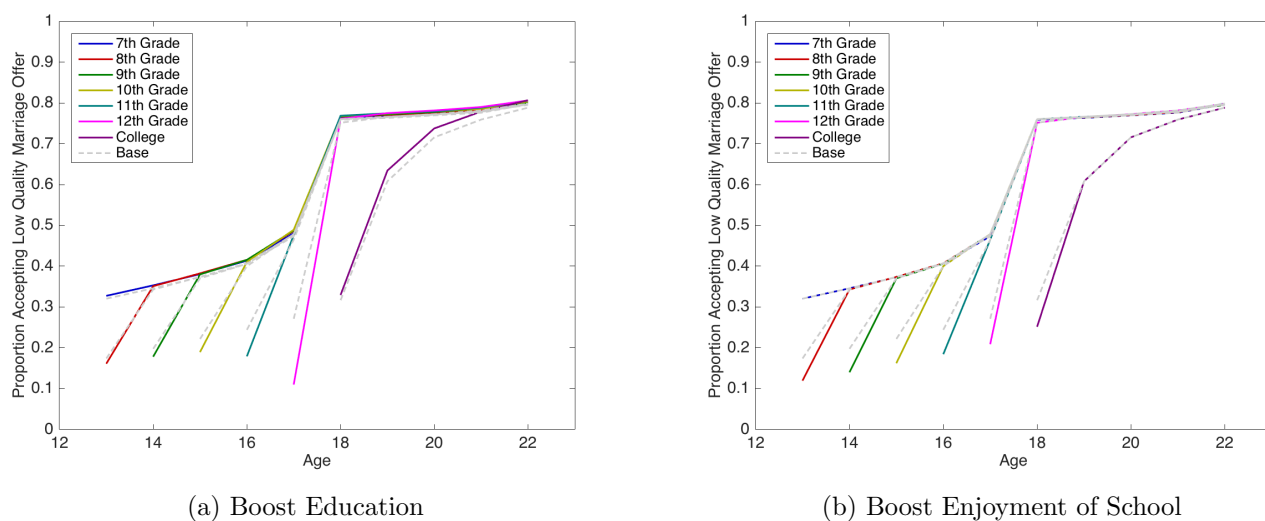 Proportion Accepting Low Quality Marriage Offer
1
0.9
0.8
0.7
0.6
0.5
0.4
0.3
0.2
0.1
0
7th Grade
8th Grade
9th Grade
10th Grade
11th Grade
12th Grade
College
Base
12 14 16 18 20 22
Age
(a) Boost Education
Proportion Accepting Low Quality Marriage Offer
1
0.9
0.8
0.7
0.6
0.5
0.4
0.3
0.2
0.1
0
7th Grade
8th Grade
9th Grade
10th Grade
11th Grade
12th Grade
College
Base
12 14 16 18 20 22
Age
(b) Boost Enjoyment of School